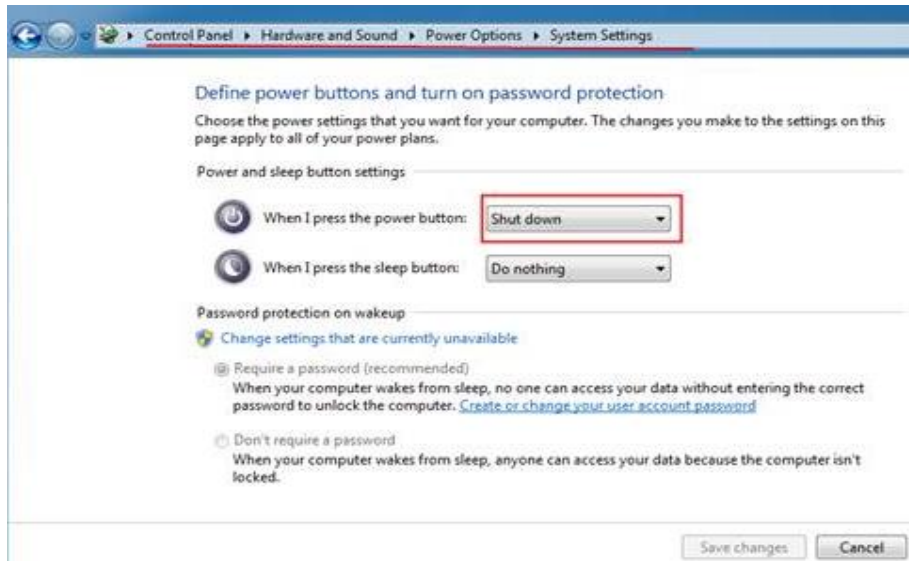 Control Panel ▸ Hardware and Sound ▸ Power Options ▸ System Settings
Define power buttons and turn on password protection
Choose the power settings that you want for your computer. The changes you make to the settings on this
page apply to all of your power plans.
Power and sleep button settings
When I press the power button: Shut down
When I press the sleep button: Do nothing
Password protection on wakeup
Change settings that are currently unavailable
Require a password (recommended)
When your computer wakes from sleep, no one can access your data without entering the correct
password to unlock the computer. Create or change your user account password
Don't require a password
When your computer wakes from sleep, anyone can access your data because the computer isn't
locked.
Save changes Cancel